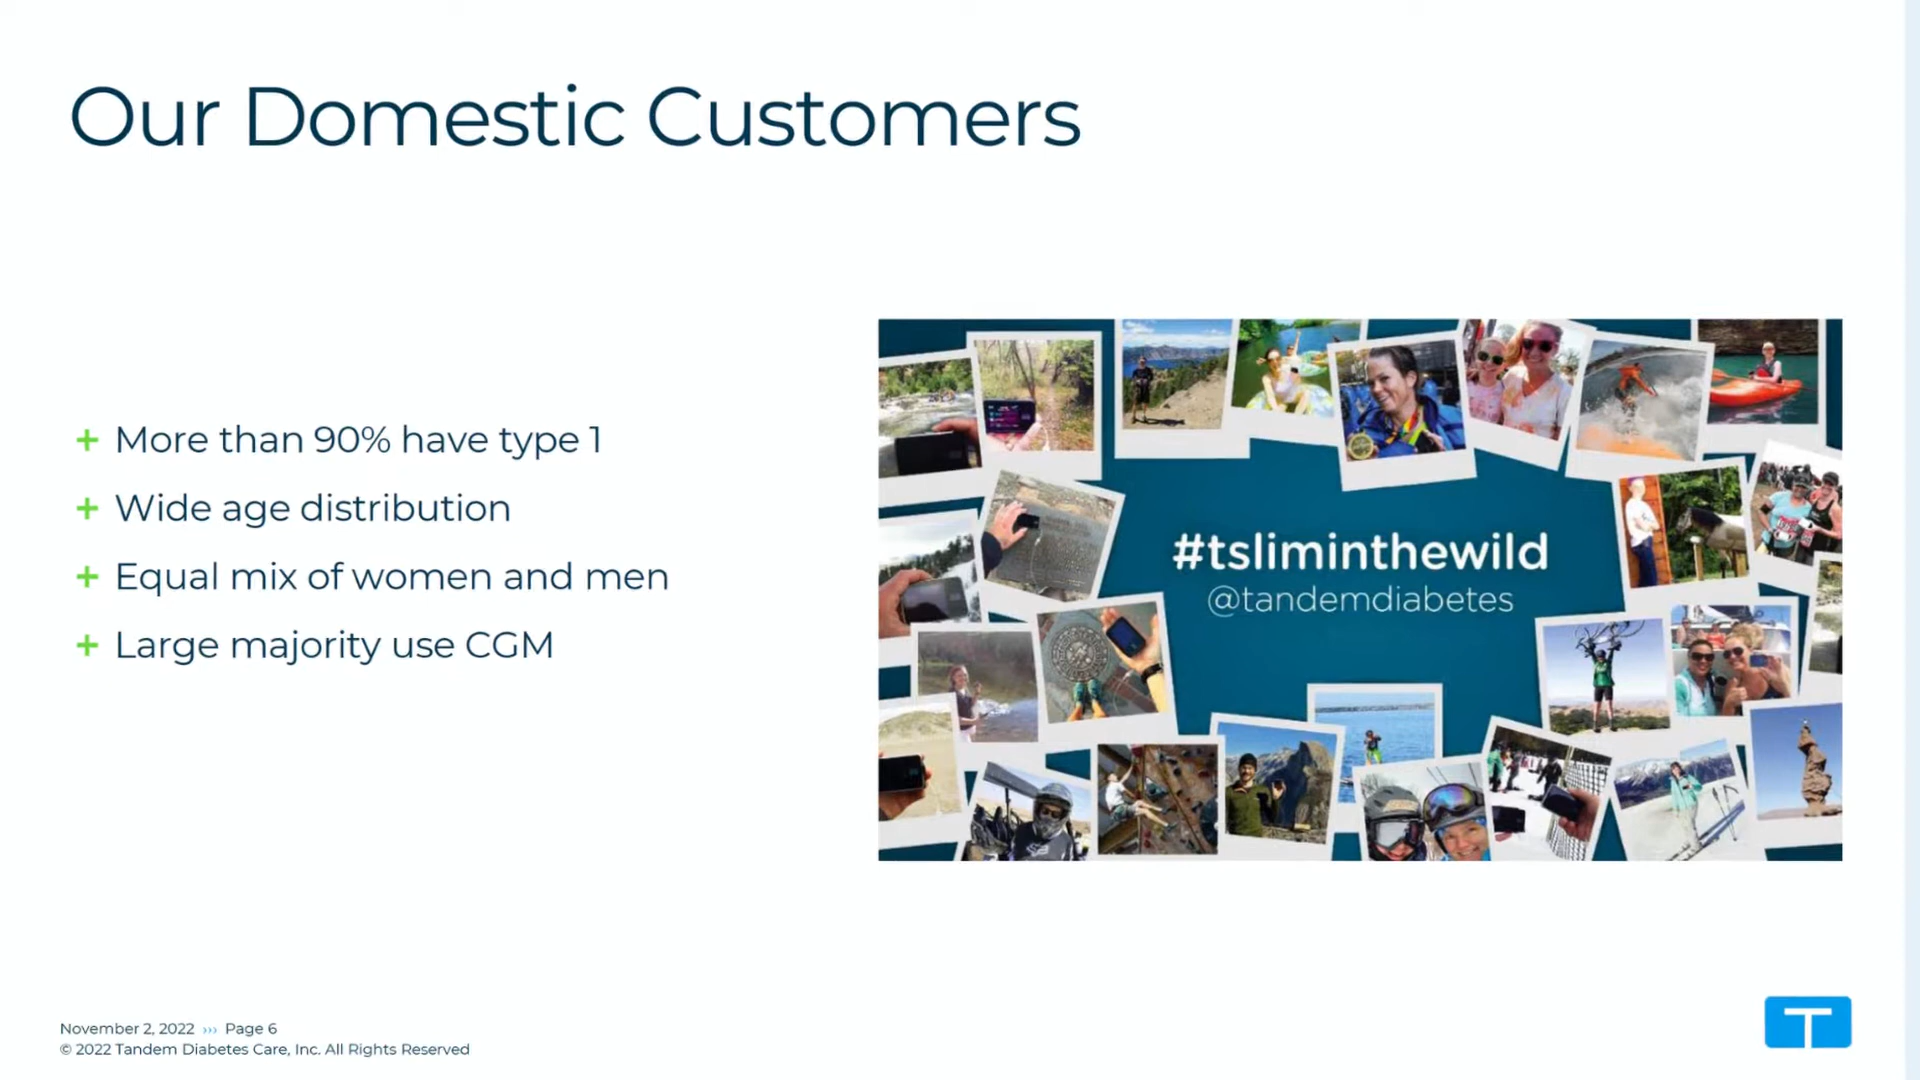 Our Domestic Customers
+ More than 90% have type 1
+ Wide age distribution
+ Equal mix of women and men
+ Large majority use CGM
#tsliminthewild
@tandemdiabetes
November 2, 2022 ››› Page 6
© 2022 Tandem Diabetes Care, Inc. All Rights Reserved